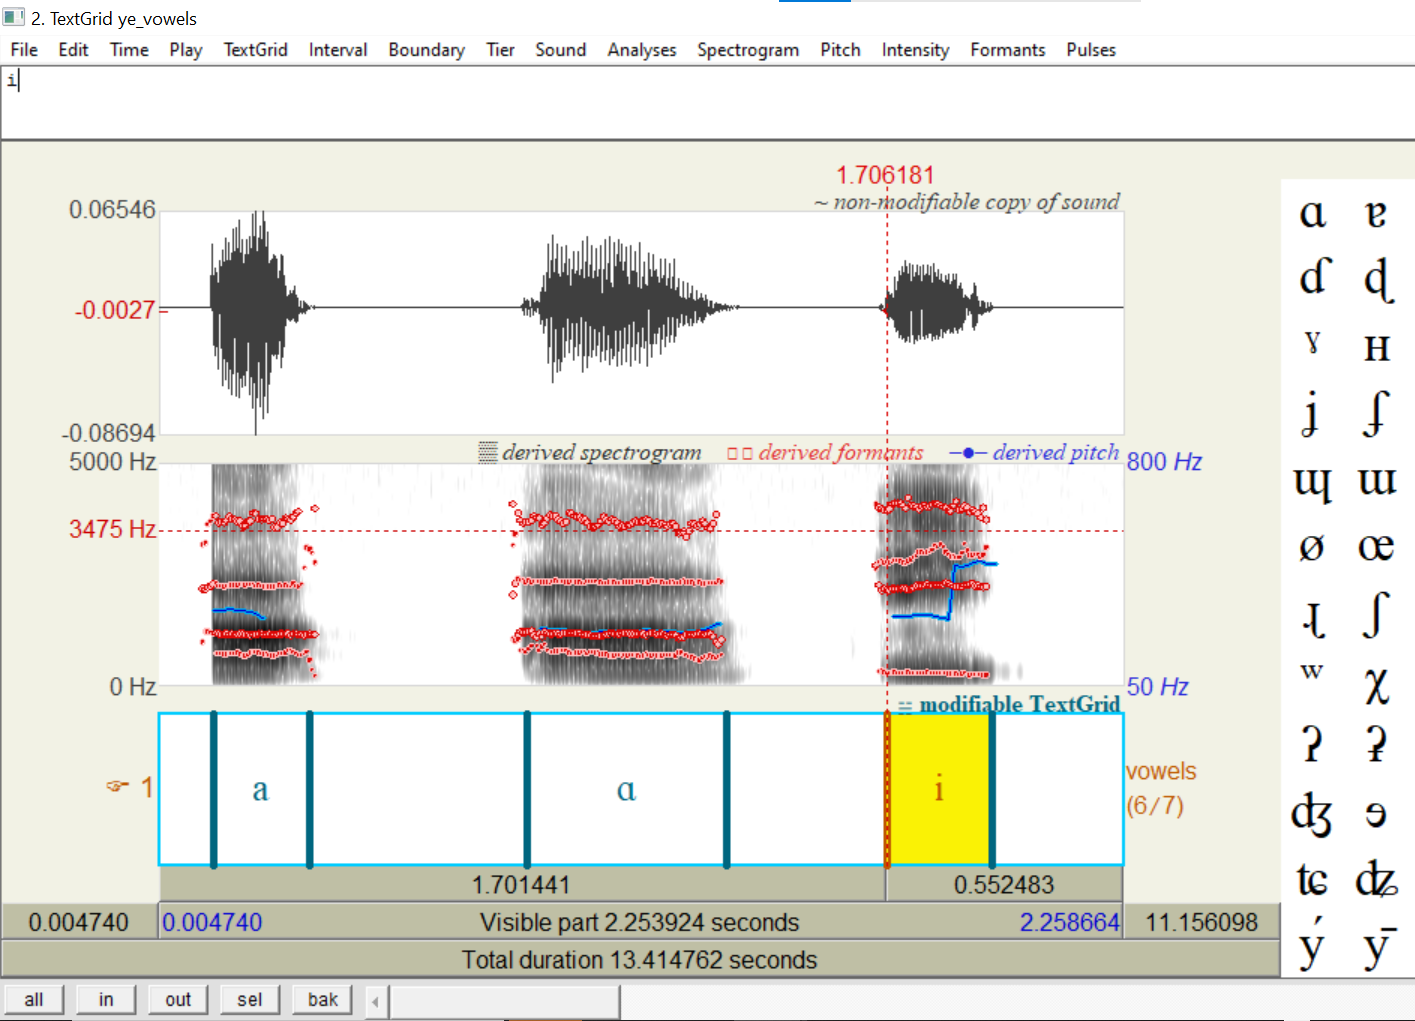 2. TextGrid ye_vowels
File Edit Time Play TextGrid Interval Boundary Tier Sound Analyses Spectrogram Pitch Intensity Formants Pulses
i
1.706181
~ non-modifiable copy of sound
0.06546
-0.0027
-0.08694
derived spectrogram derived formants derived pitch
5000 Hz
800 Hz
3475 Hz
0 Hz
50 Hz
modifiable TextGrid
☞ 1
a
ɑ
i
vowels
(6/7)
1.701441 0.552483
0.004740 0.004740 Visible part 2.253924 seconds 2.258664 11.156098
Total duration 13.414762 seconds
all in out sel bak
ɑ ɐ
ɗ ɖ
ˠ ʜ
ʝ ʄ
ɰ ɯ
ø œ
ɻ ʃ
ʷ χ
ʔ ʡ
ʤ ɘ
ʨ ʥ
ý ȳ